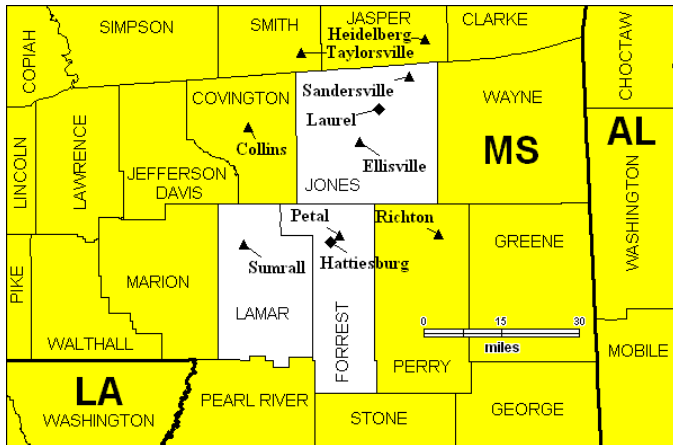 COPIAH
SIMPSON
SMITH
JASPER
CLARKE
CHOCTAW
Heidelberg
Taylorsville
Sandersville
COVINGTON
WAYNE
Laurel
LINCOLN
LAWRENCE
JEFFERSON
DAVIS
Collins
Ellisville
MS
AL
JONES
WASHINGTON
Petal
Richton
Sumrall
Hattiesburg
GREENE
PIKE
MARION
LAMAR
FORREST
0 15 30
miles
WALTHALL
PERRY
MOBILE
LA
WASHINGTON
PEARL RIVER
STONE
GEORGE